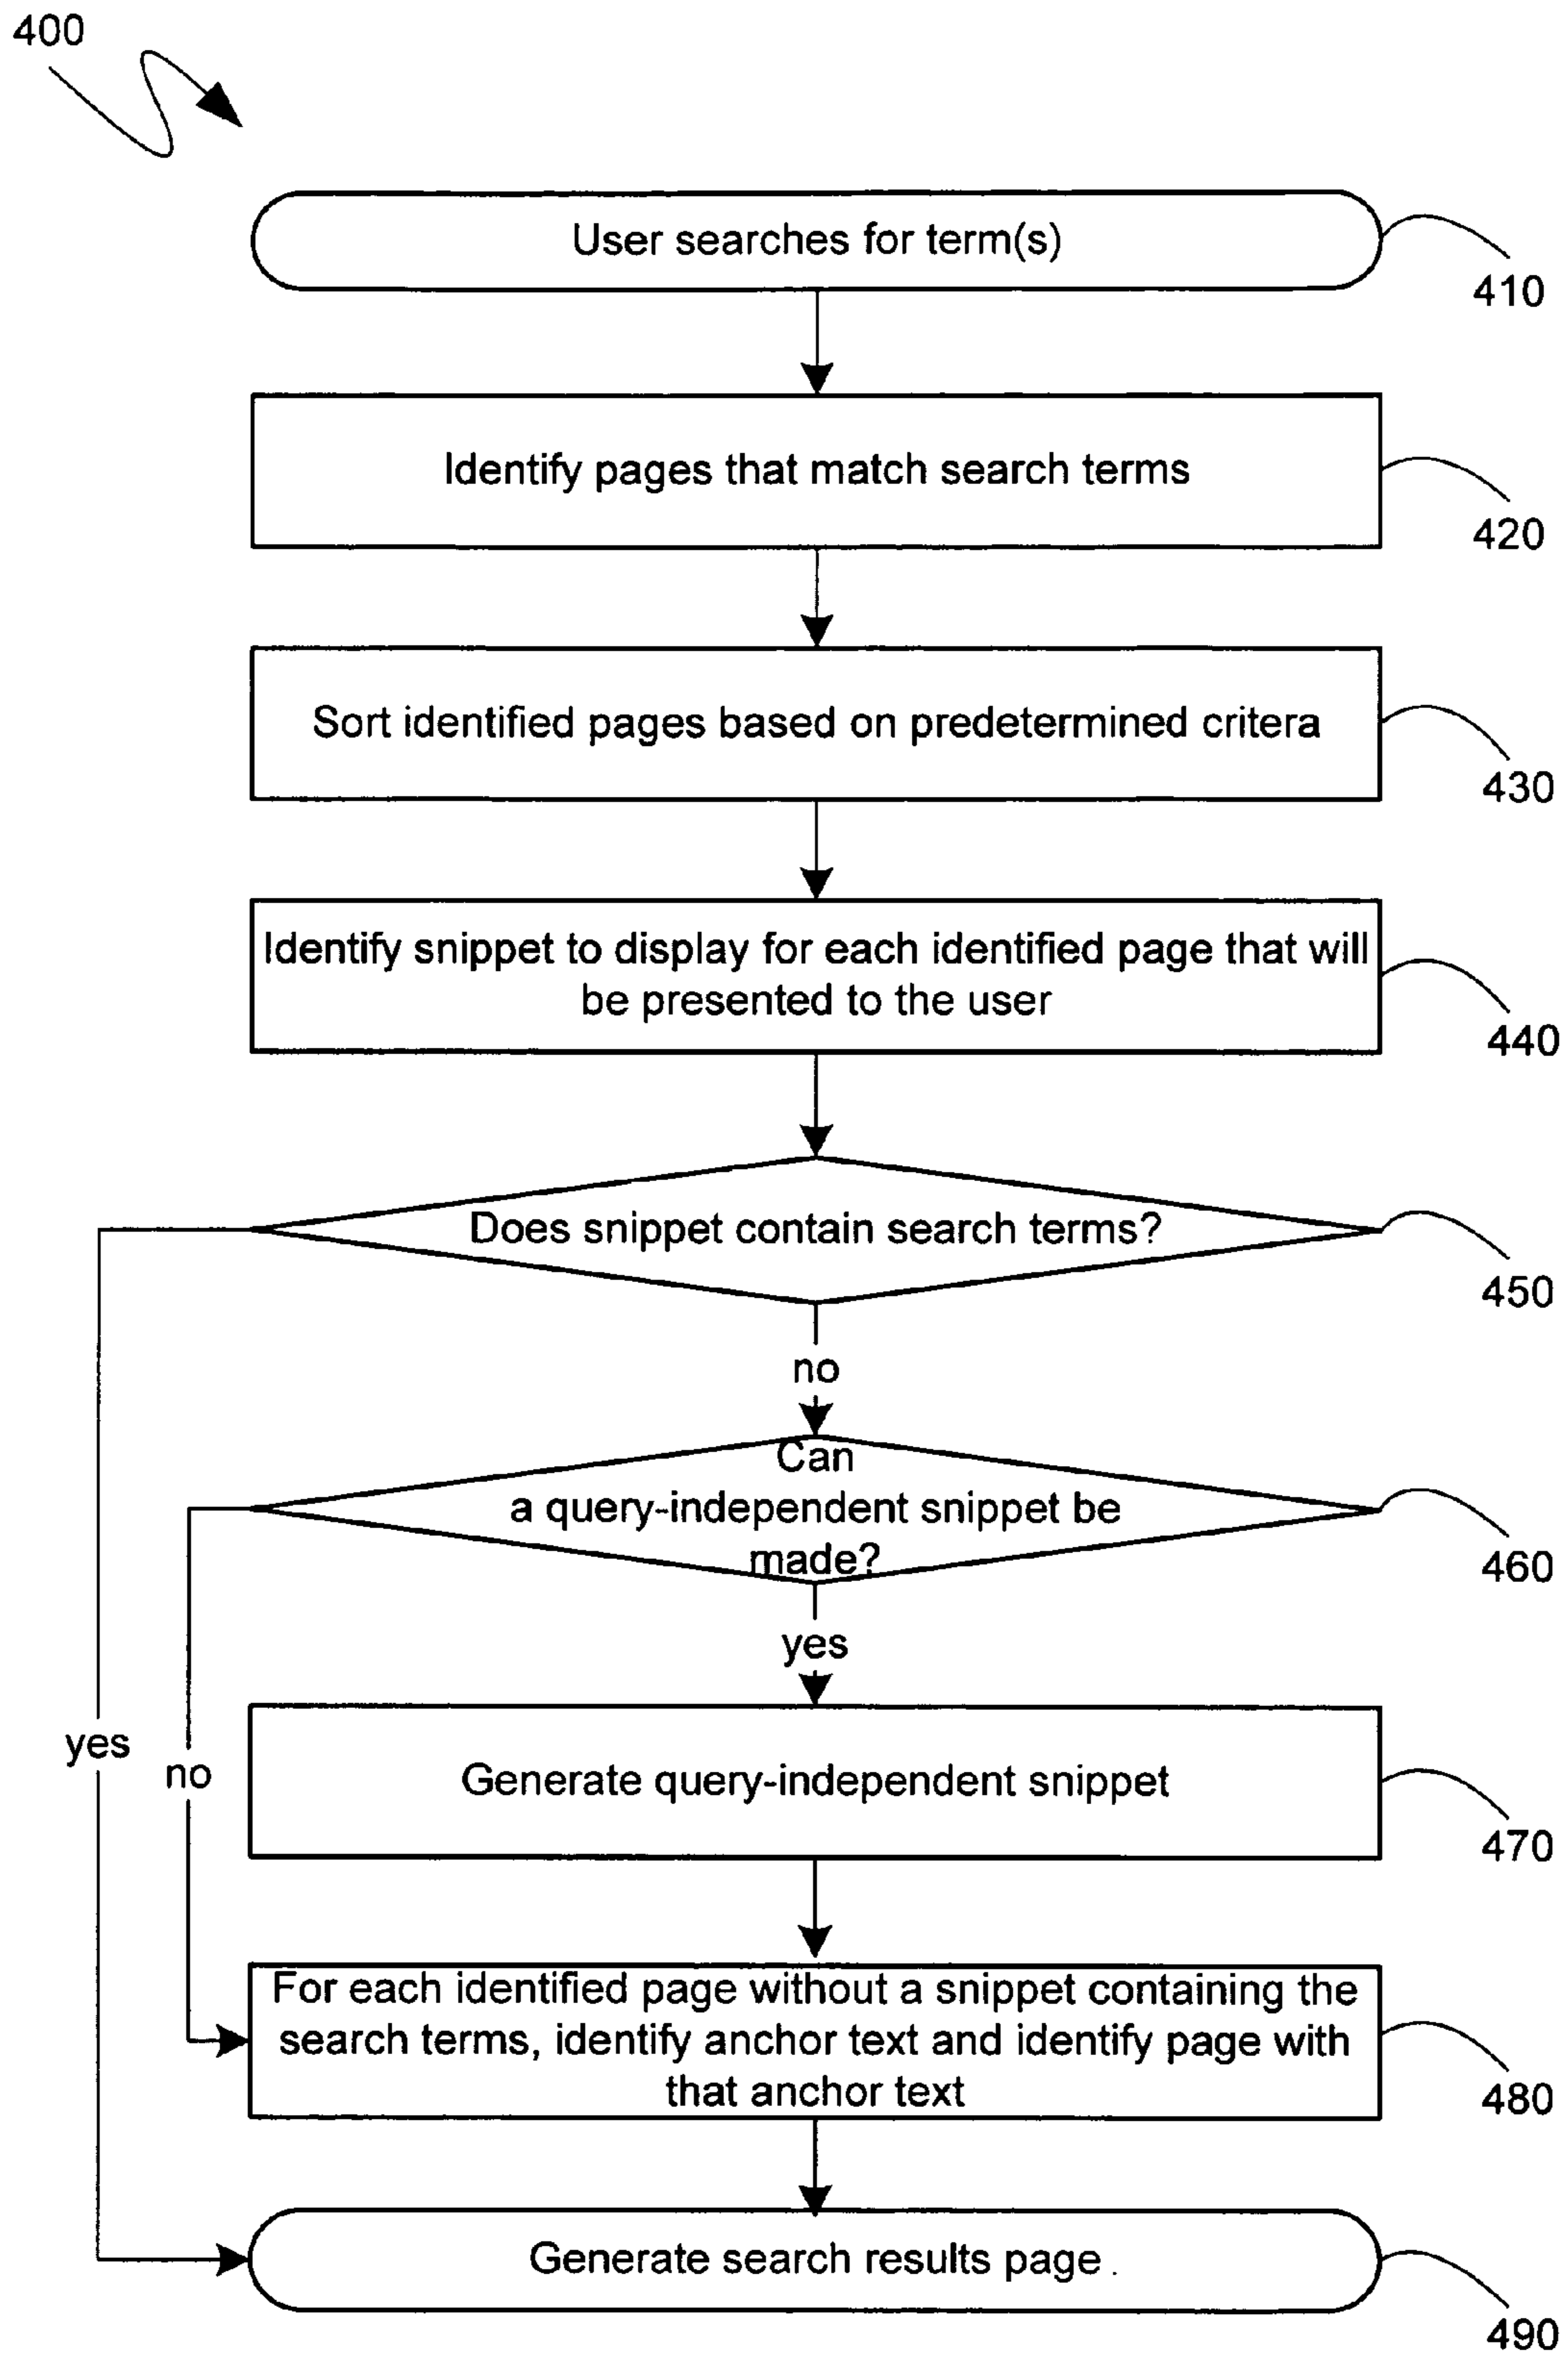 400
User searches for term(s)
410
Identify pages that match search terms
420
Sort identified pages based on predetermined critera
430
Identify snippet to display for each identified page that will
be presented to the user
440
Does snippet contain search terms?
450
no
Can
a query-independent snippet be
made?
460
yes
yes
no
Generate query-independent snippet
470
For each identified page without a snippet containing the
search terms, identify anchor text and identify page with
that anchor text
480
Generate search results page .
490